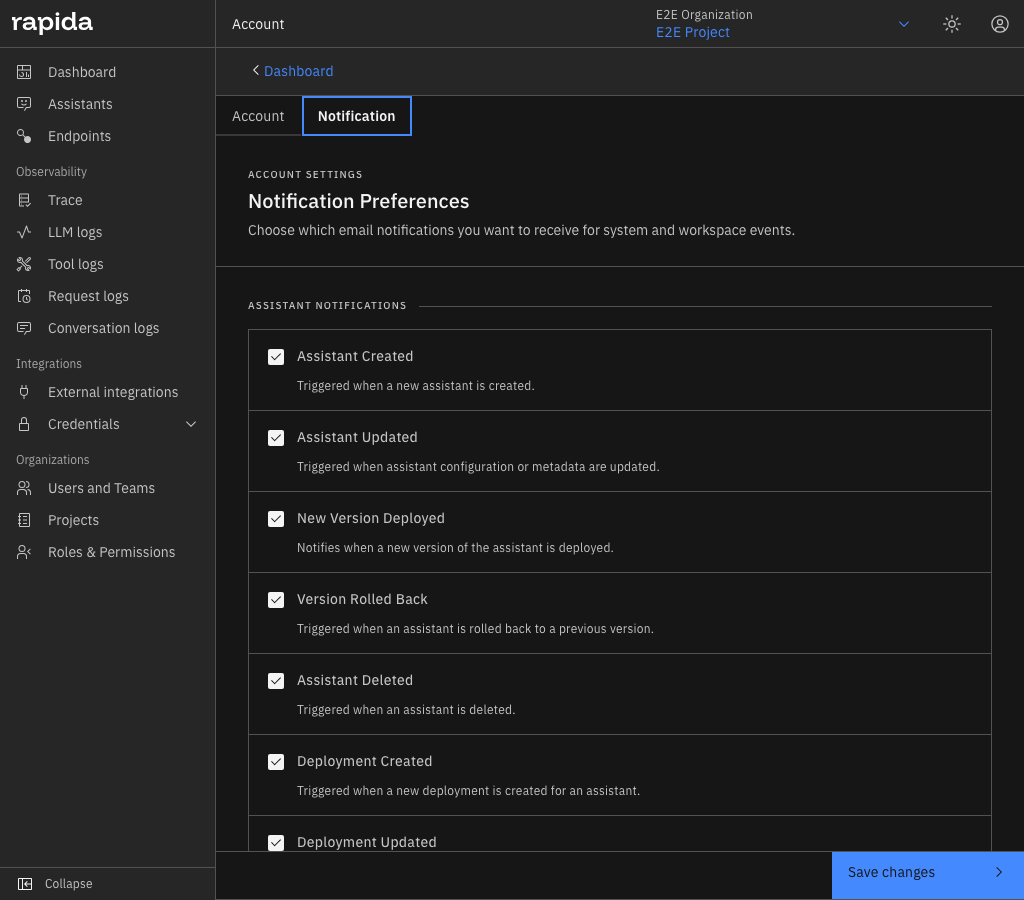 rapida
Account
E2E Organization
E2E Project
Dashboard
Assistants
Endpoints
Observability
Trace
LLM logs
Tool logs
Request logs
Conversation logs
Integrations
External integrations
Credentials
Organizations
Users and Teams
Projects
Roles & Permissions
Collapse
Dashboard
Account
Notification
ACCOUNT SETTINGS
Notification Preferences
Choose which email notifications you want to receive for system and workspace events.
ASSISTANT NOTIFICATIONS
Assistant Created
Triggered when a new assistant is created.
Assistant Updated
Triggered when assistant configuration or metadata are updated.
New Version Deployed
Notifies when a new version of the assistant is deployed.
Version Rolled Back
Triggered when an assistant is rolled back to a previous version.
Assistant Deleted
Triggered when an assistant is deleted.
Deployment Created
Triggered when a new deployment is created for an assistant.
Deployment Updated
Save changes